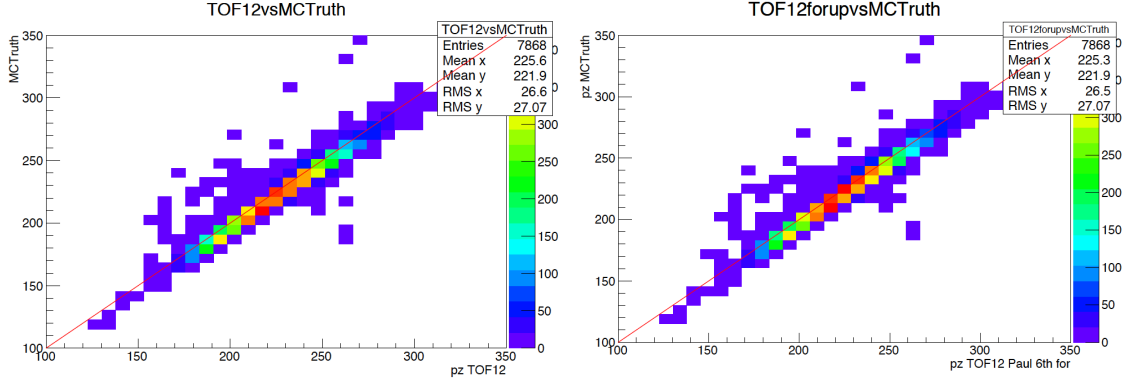 TOF12vsMCTruth
MCTruth
350
300
250
200
150
100
100
150
200
250
300
350
pz TOF12
TOF12vsMCTruth
Entries 7868
Mean x 225.6
Mean y 221.9
RMS x 26.6
RMS y 27.07
300
250
200
150
100
50
0
TOF12forupvsMCTruth
pz MCTruth
350
300
250
200
150
100
100
150
200
250
300
350
pz TOF12 Paul 6th for
TOF12forupvsMCTruth
Entries 7868
Mean x 225.3
Mean y 221.9
RMS x 26.5
RMS y 27.07
300
250
200
150
100
50
0